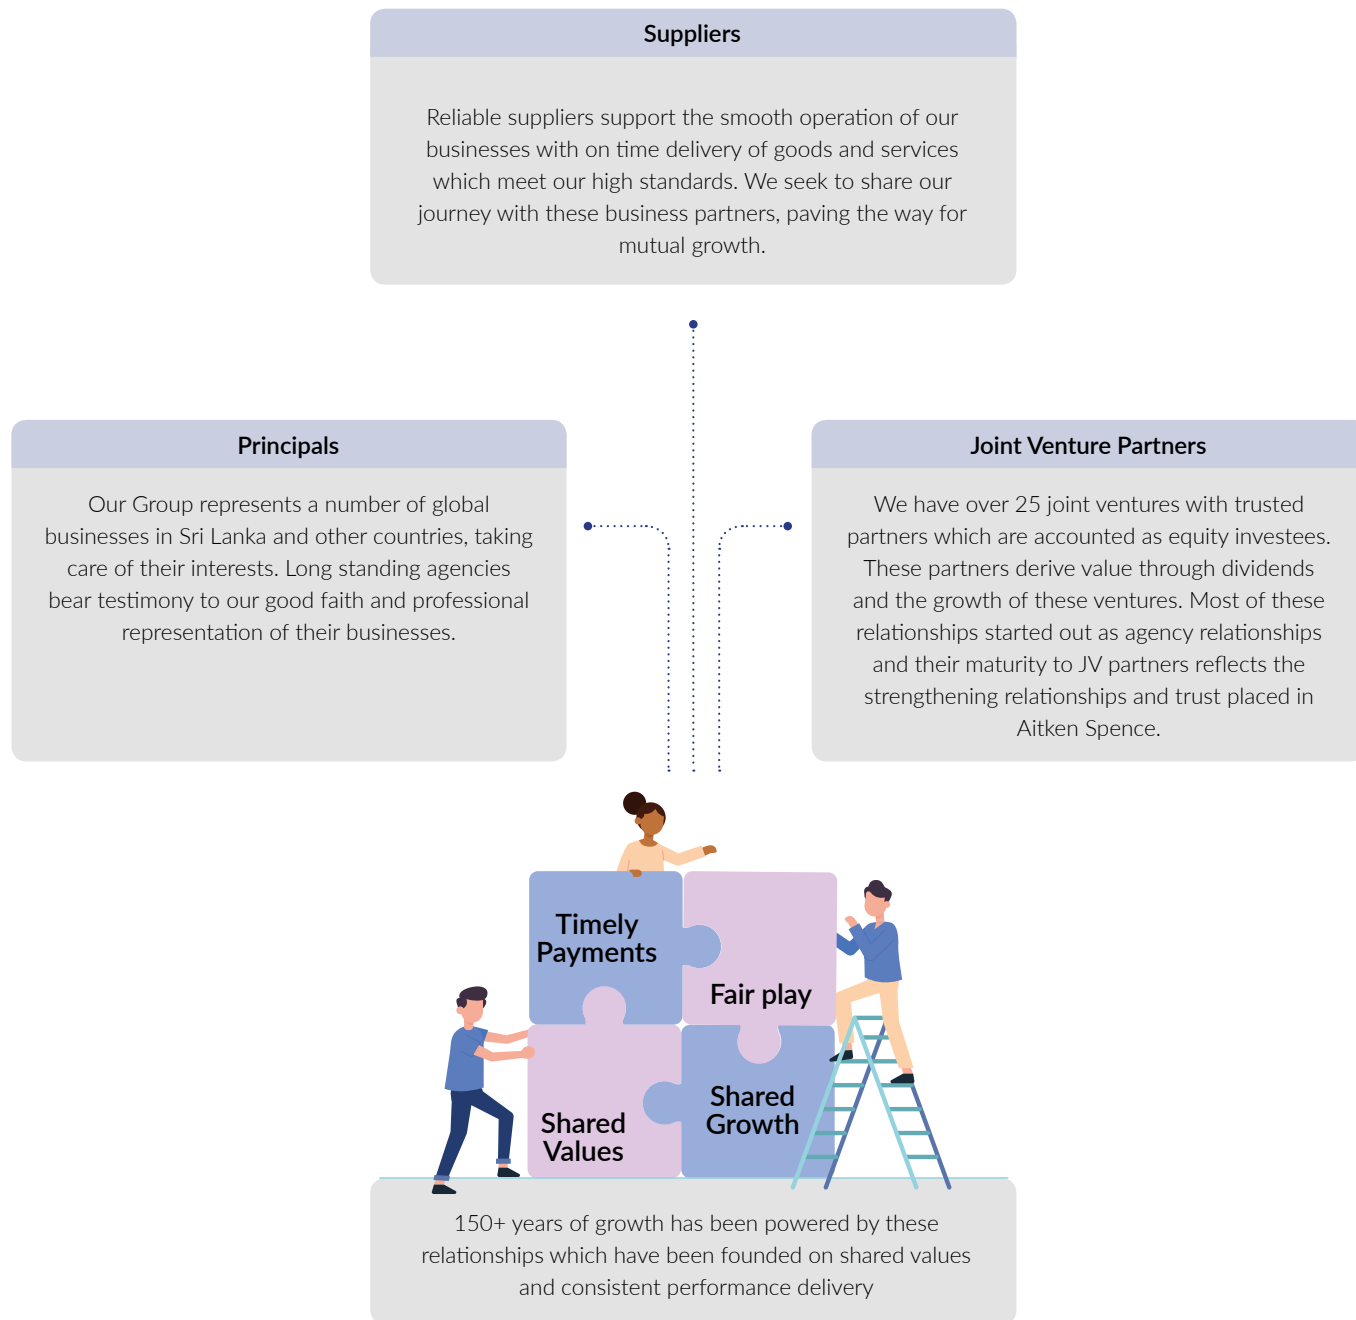 Suppliers
Reliable suppliers support the smooth operation of our
businesses with on time delivery of goods and services
which meet our high standards. We seek to share our
journey with these business partners, paving the way for
mutual growth.
Principals
Our Group represents a number of global
businesses in Sri Lanka and other countries, taking
care of their interests. Long standing agencies
bear testimony to our good faith and professional
representation of their businesses.
Joint Venture Partners
We have over 25 joint ventures with trusted
partners which are accounted as equity investees.
These partners derive value through dividends
and the growth of these ventures. Most of these
relationships started out as agency relationships
and their maturity to JV partners reflects the
strengthening relationships and trust placed in
Aitken Spence.
Timely
Payments
Fair play
Shared
Values
Shared
Growth
150+ years of growth has been powered by these
relationships which have been founded on shared values
and consistent performance delivery